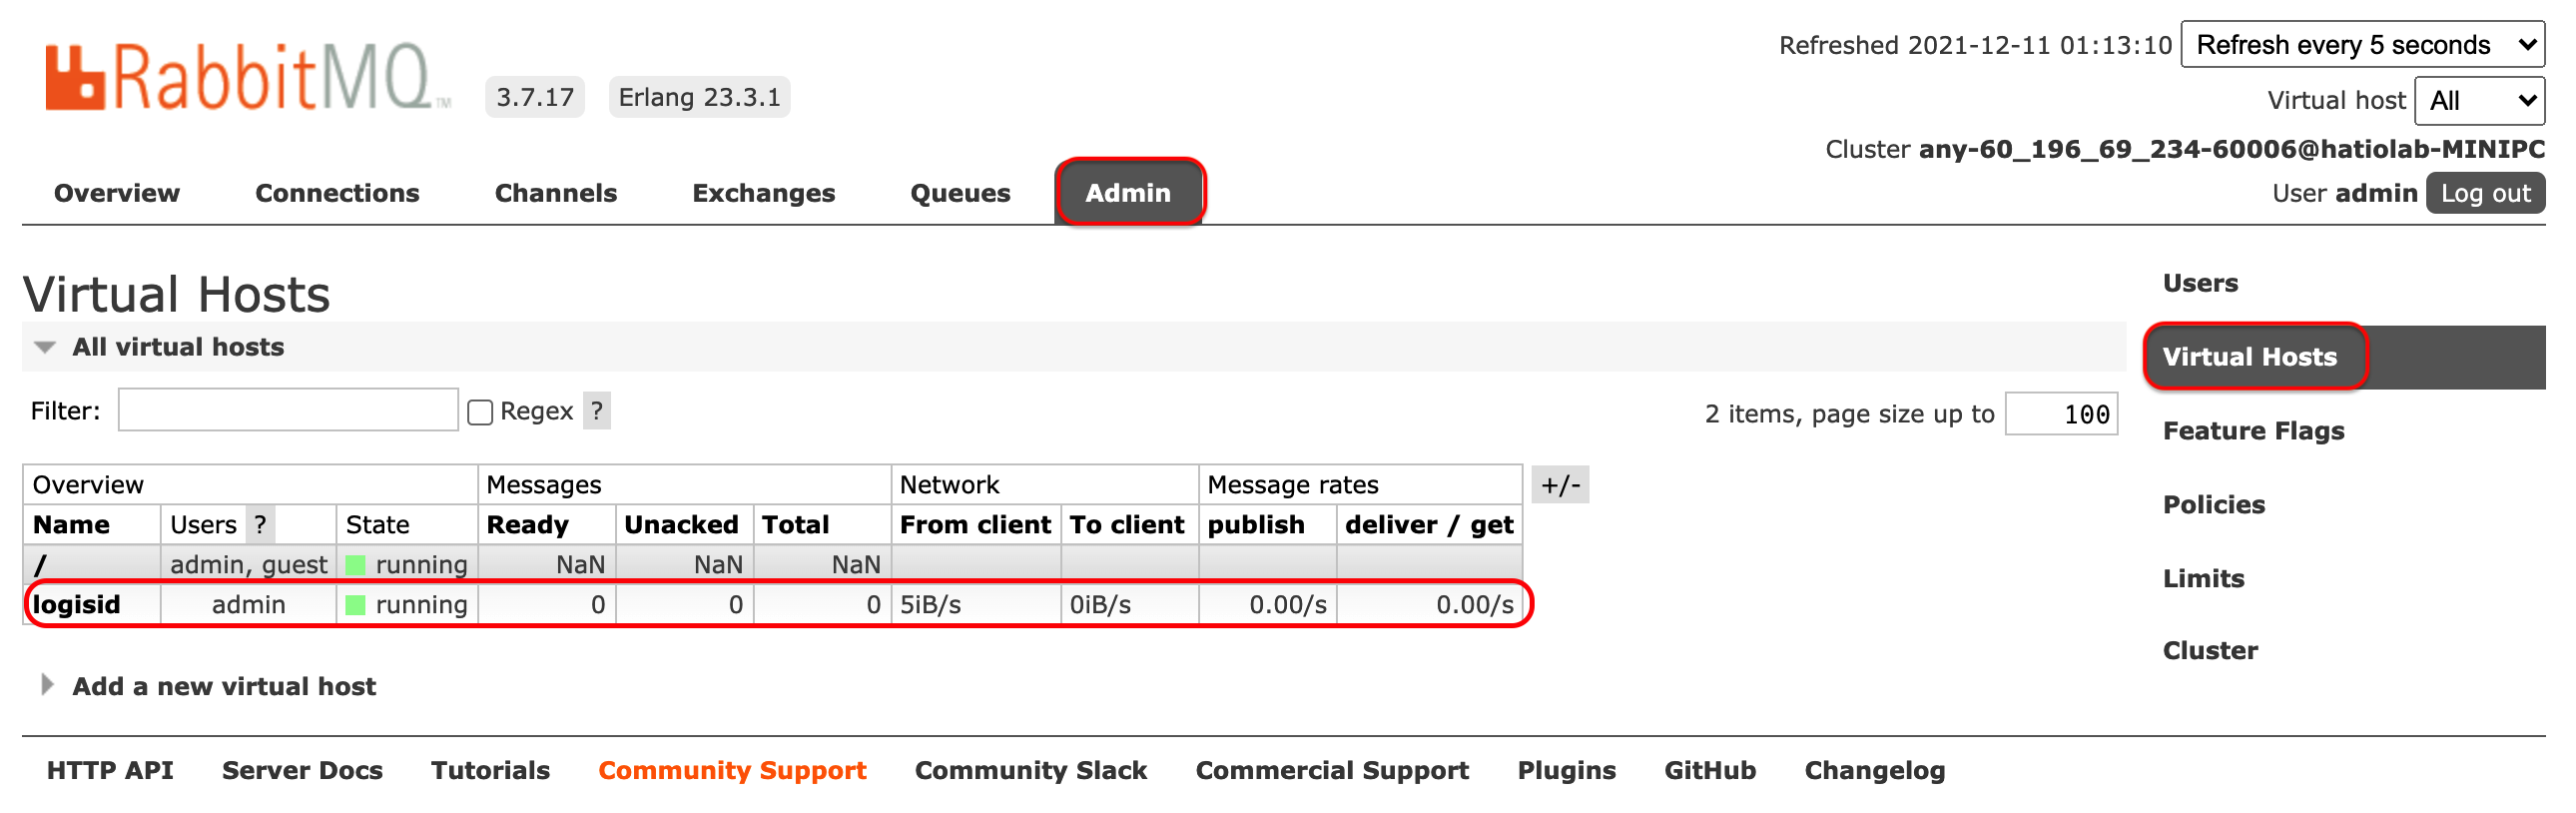 RabbitMQ™ 3.7.17 Erlang 23.3.1
Refreshed 2021-12-11 01:13:10 Refresh every 5 seconds
Virtual host All
Cluster any-60_196_69_234-60006@hatiolab-MINIPC
User admin Log out
Overview Connections Channels Exchanges Queues Admin
Virtual Hosts
All virtual hosts
Filter: Regex ?
2 items, page size up to 100
Overview Messages Network Message rates +/-
Name Users ? State Ready Unacked Total From client To client publish deliver / get
/ admin, guest running NaN NaN NaN
logisid admin running 0 0 0 5iB/s 0iB/s 0.00/s 0.00/s
Add a new virtual host
Users
Virtual Hosts
Feature Flags
Policies
Limits
Cluster
HTTP API Server Docs Tutorials Community Support Community Slack Commercial Support Plugins GitHub Changelog